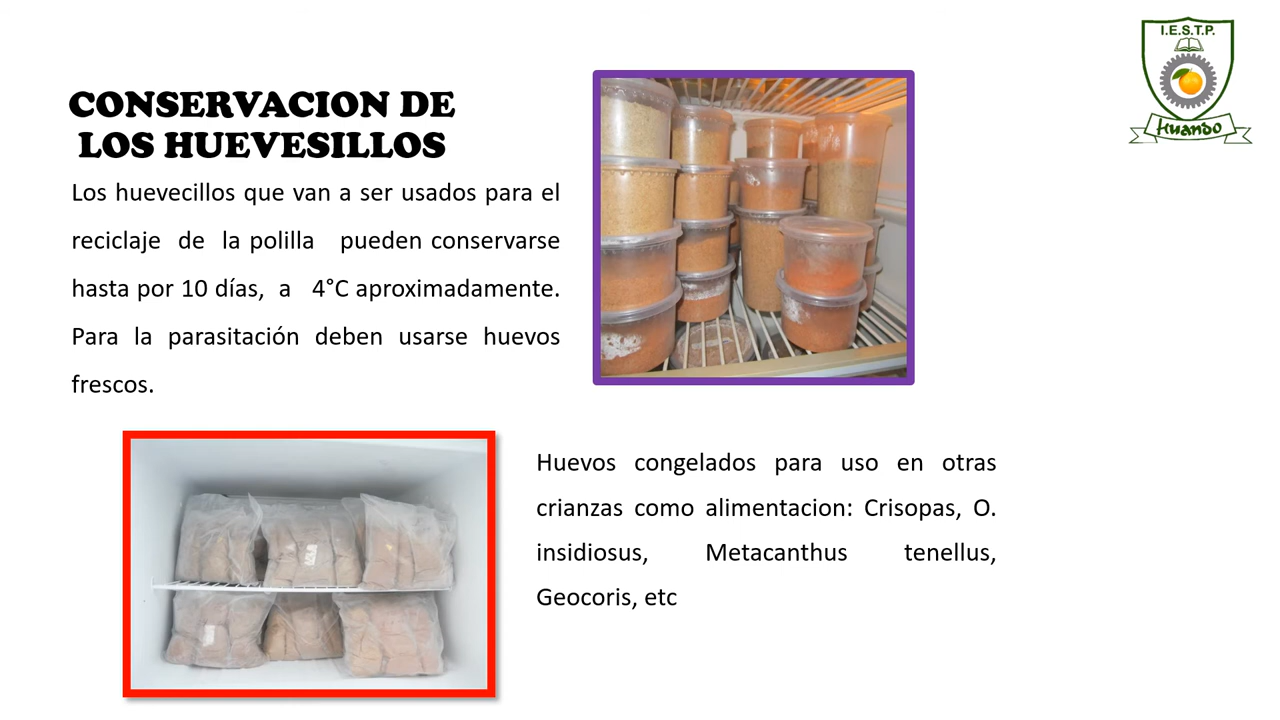 I.E.S.T.P.
Huando
CONSERVACION DE
LOS HUEVESILLOS
Los huevecillos que van a ser usados para el
reciclaje de la polilla pueden conservarse
hasta por 10 días, a 4°C aproximadamente.
Para la parasitación deben usarse huevos
frescos.
Huevos congelados para uso en otras
crianzas como alimentacion: Crisopas, O.
insidiosus, Metacanthus tenellus,
Geocoris, etc